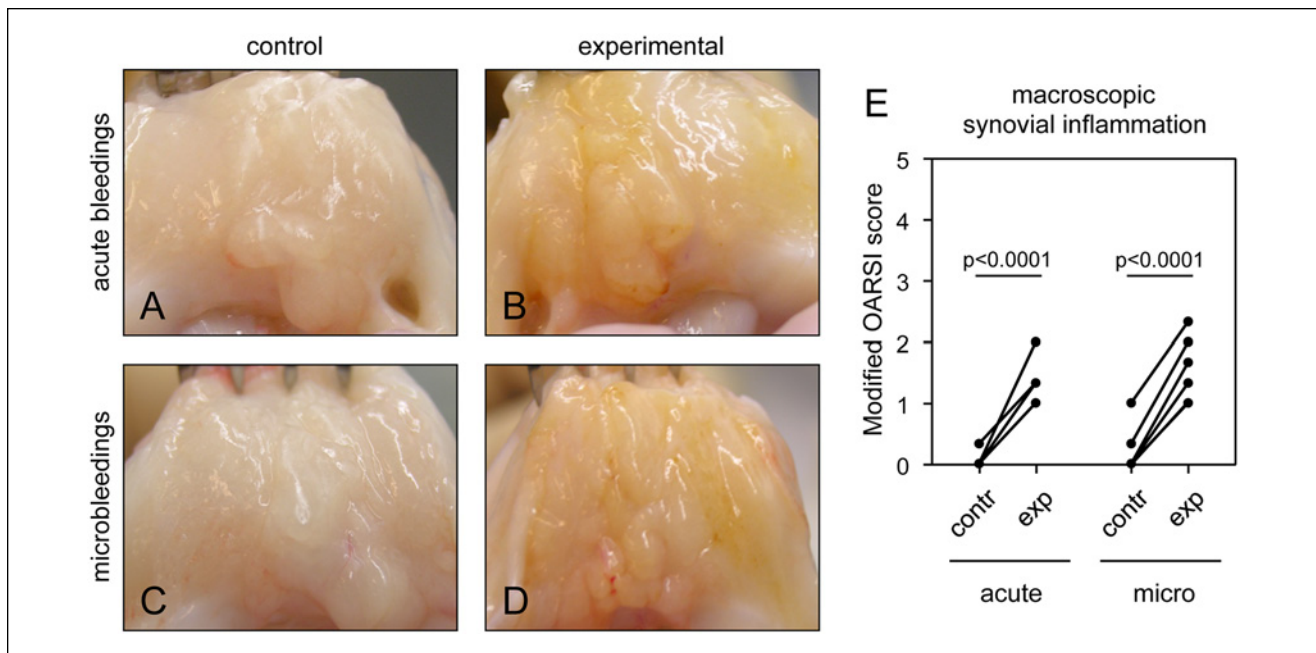 control
experimental
acute bleedings
microbleedings
A
B
C
D
E
macroscopic
synovial inflammation
Modified OARSI score
5
4
3
2
1
0
p<0.0001
p<0.0001
contr
exp
contr
exp
acute
micro